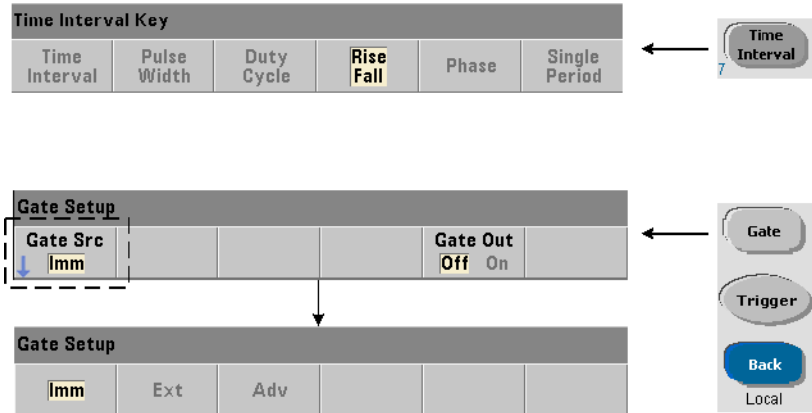 Time Interval Key
Time Interval
Pulse Width
Duty Cycle
Rise Fall
Phase
Single Period
Time Interval
7
Gate Setup
Gate Src
Imm
Gate Out
Off On
Gate
Trigger
Gate Setup
Imm Ext Adv
Back
Local